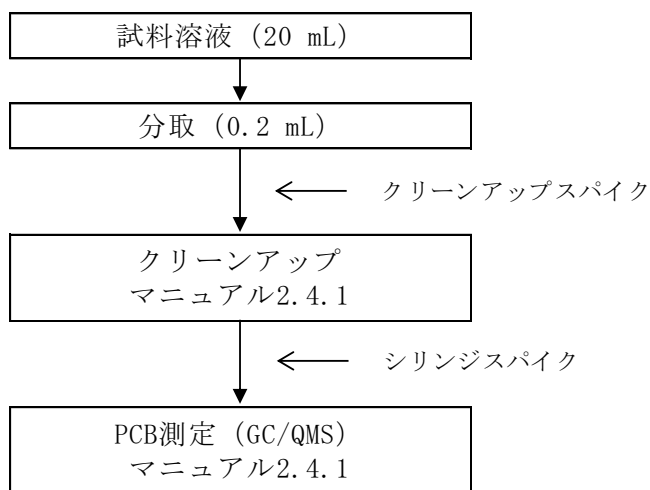 試料溶液 (20 mL)
分取 (0.2 mL)
クリーンアップスパイク
クリーンアップ
マニュアル2.4.1
シリンジスパイク
PCB測定 (GC/QMS)
マニュアル2.4.1